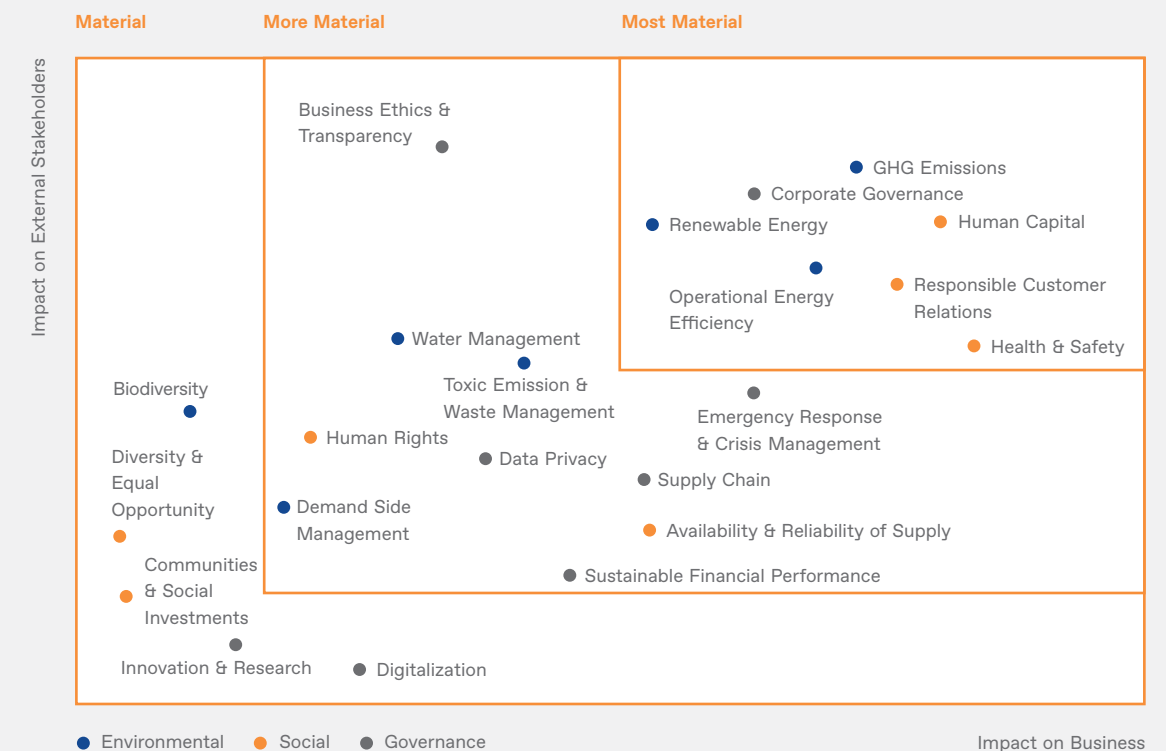 Material
More Material
Most Material
Impact on External Stakeholders
Business Ethics &
Transparency
GHG Emissions
Corporate Governance
Human Capital
Renewable Energy
Responsible Customer
Relations
Operational Energy
Efficiency
Water Management
Health & Safety
Toxic Emission &
Waste Management
Biodiversity
Emergency Response
& Crisis Management
Human Rights
Data Privacy
Diversity &
Equal
Opportunity
Supply Chain
Demand Side
Management
Availability & Reliability of Supply
Communities
& Social
Investments
Sustainable Financial Performance
Innovation & Research
Digitalization
Environmental
Social
Governance
Impact on Business